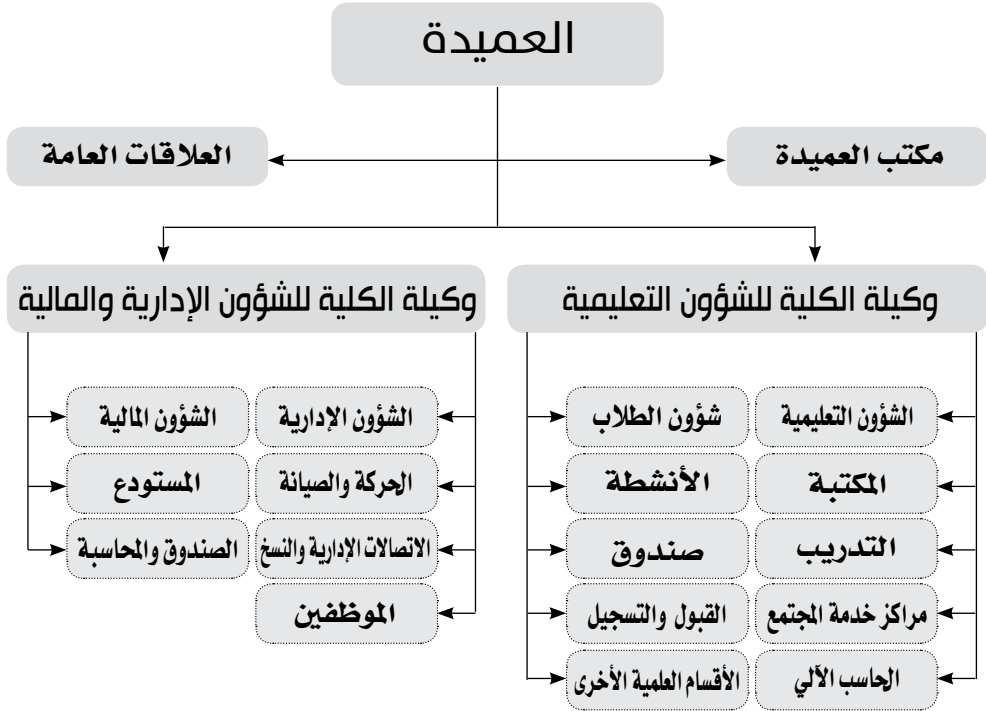 العميدة
مكتب العميدة
العلاقات العامة
وكيلة الكلية للشؤون التعليمية
وكيلة الكلية للشؤون الإدارية والمالية
الشؤون التعليمية
شؤون الطلاب
المكتبة
الأنشطة
التدريب
صندوق
مراكز خدمة المجتمع
القبول والتسجيل
الحاسب الآلي
الأقسام العلمية الأخرى
الشؤون الإدارية
الشؤون المالية
الحركة والصيانة
المستودع
الاتصالات الإدارية والنسخ
الصندوق والمحاسبة
الموظفين